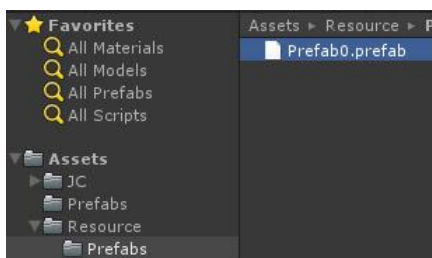 Favorites
All Materials
All Models
All Prefabs
All Scripts
Assets
JC
Prefabs
Resource
Prefabs
Assets ▸ Resource ▸ P
Prefab0.prefab